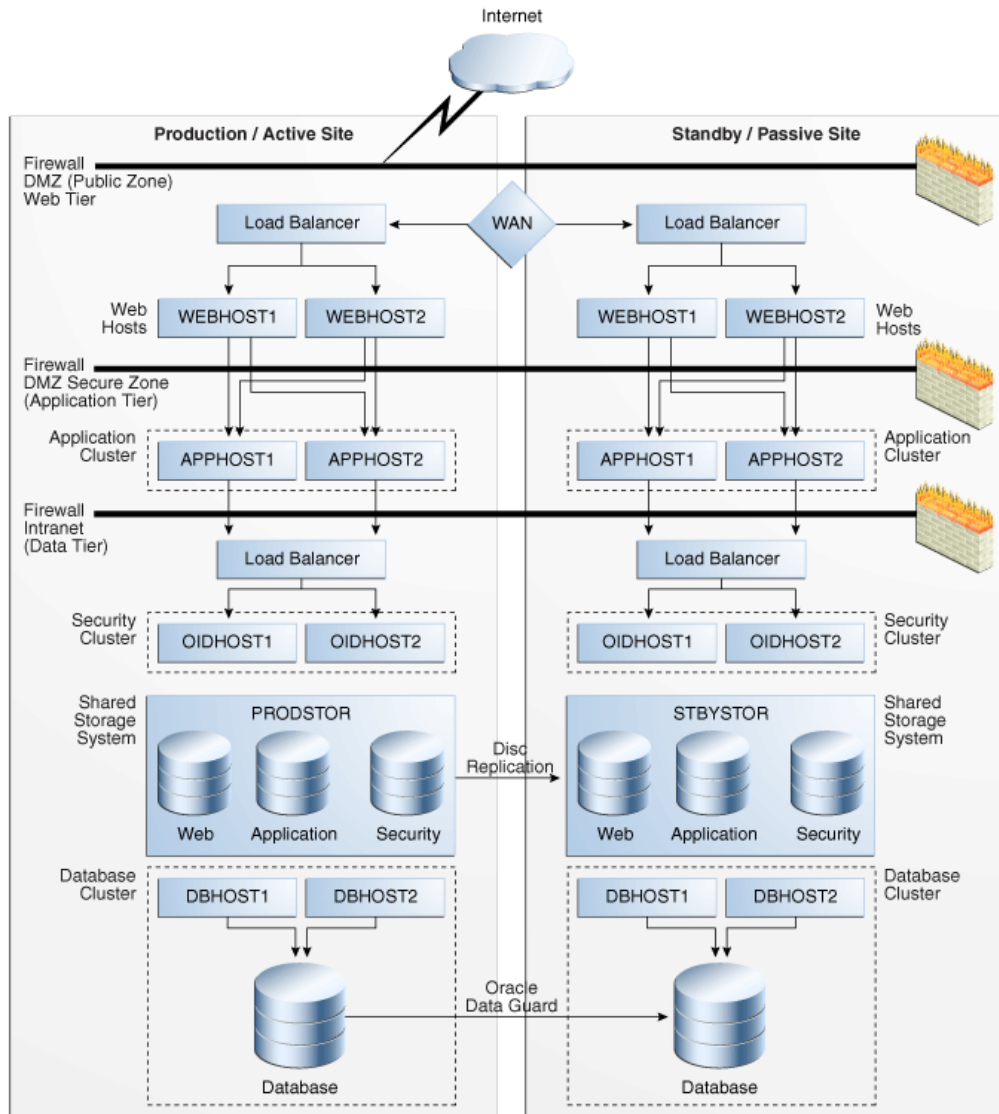 Internet
Production / Active Site
Standby / Passive Site
Firewall
DMZ (Public Zone)
Web Tier
Load Balancer
WAN
Load Balancer
Web
Hosts
WEBHOST1
WEBHOST2
WEBHOST1
WEBHOST2
Web
Hosts
Firewall
DMZ Secure Zone
(Application Tier)
Application
Cluster
APPHOST1
APPHOST2
APPHOST1
APPHOST2
Application
Cluster
Firewall
Intranet
(Data Tier)
Load Balancer
Load Balancer
Security
Cluster
OIDHOST1
OIDHOST2
OIDHOST1
OIDHOST2
Security
Cluster
Shared
Storage
System
PRODSTOR
Web
Application
Security
Disc
Replication
STBYSTOR
Web
Application
Security
Shared
Storage
System
Database
Cluster
DBHOST1
DBHOST2
DBHOST1
DBHOST2
Database
Cluster
Oracle
Data Guard
Database
Database